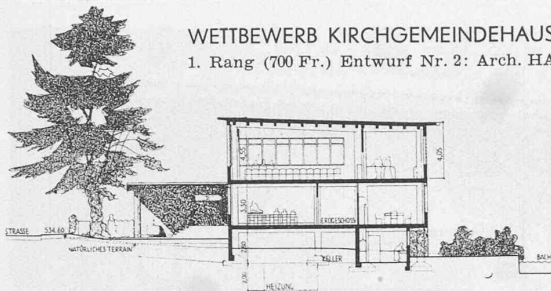 WETTBEWERB KIRCHGEMEINDEHAUS
1. Rang (700 Fr.) Entwurf Nr. 2: Arch. HA
4,55
4,05
3,50
ERDGESCHOSS
STRASSE 534.60
NATÜRLICHES TERRAIN
KELLER
BACH
HEIZUNG